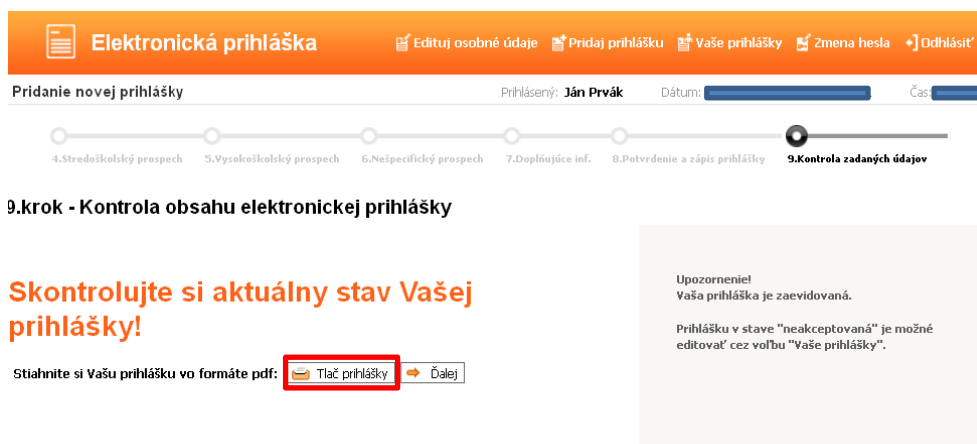 Elektronická prihláška
Edituj osobné údaje Pridaj prihlášku Vaše prihlášky Zmena hesla Odhlásiť
Pridanie novej prihlášky
Prihlásený: Ján Prvák Dátum: Čas:
4.Stredoškolský prospech 5.Vysokoškolský prospech 6.Nešpecifický prospech 7.Doplňujúce inf. 8.Potvrdenie a zápis prihlášky 9.Kontrola zadaných údajov
9.krok - Kontrola obsahu elektronickej prihlášky
Skontrolujte si aktuálny stav Vašej
prihlášky!
Stiahnite si Vašu prihlášku vo formáte pdf: Tlač prihlášky Ďalej
Upozornenie!
Vaša prihláška je zaevidovaná.
Prihlášku v stave "neakceptovaná" je možné
editovať cez voľbu "Vaše prihlášky".